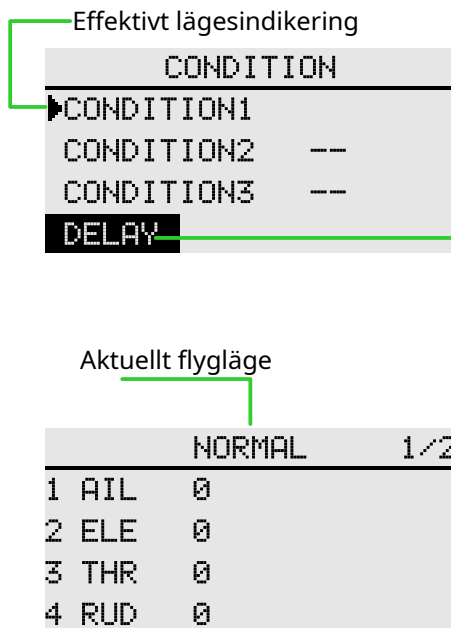 Effektivt lägesindikering
CONDITION
CONDITION1
CONDITION2 --
CONDITION3 --
DELAY
Aktuellt flygläge
NORMAL 1/2
1 AIL 0
2 ELE 0
3 THR 0
4 RUD 0